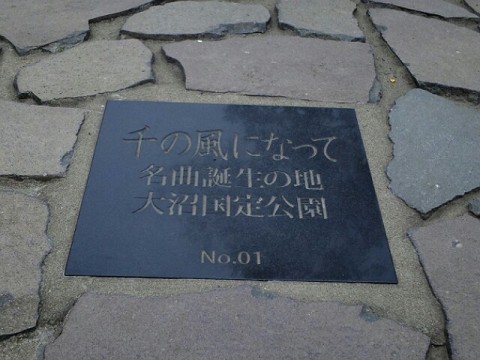 千の風になって
名曲誕生の地
大沼国定公園
No.01